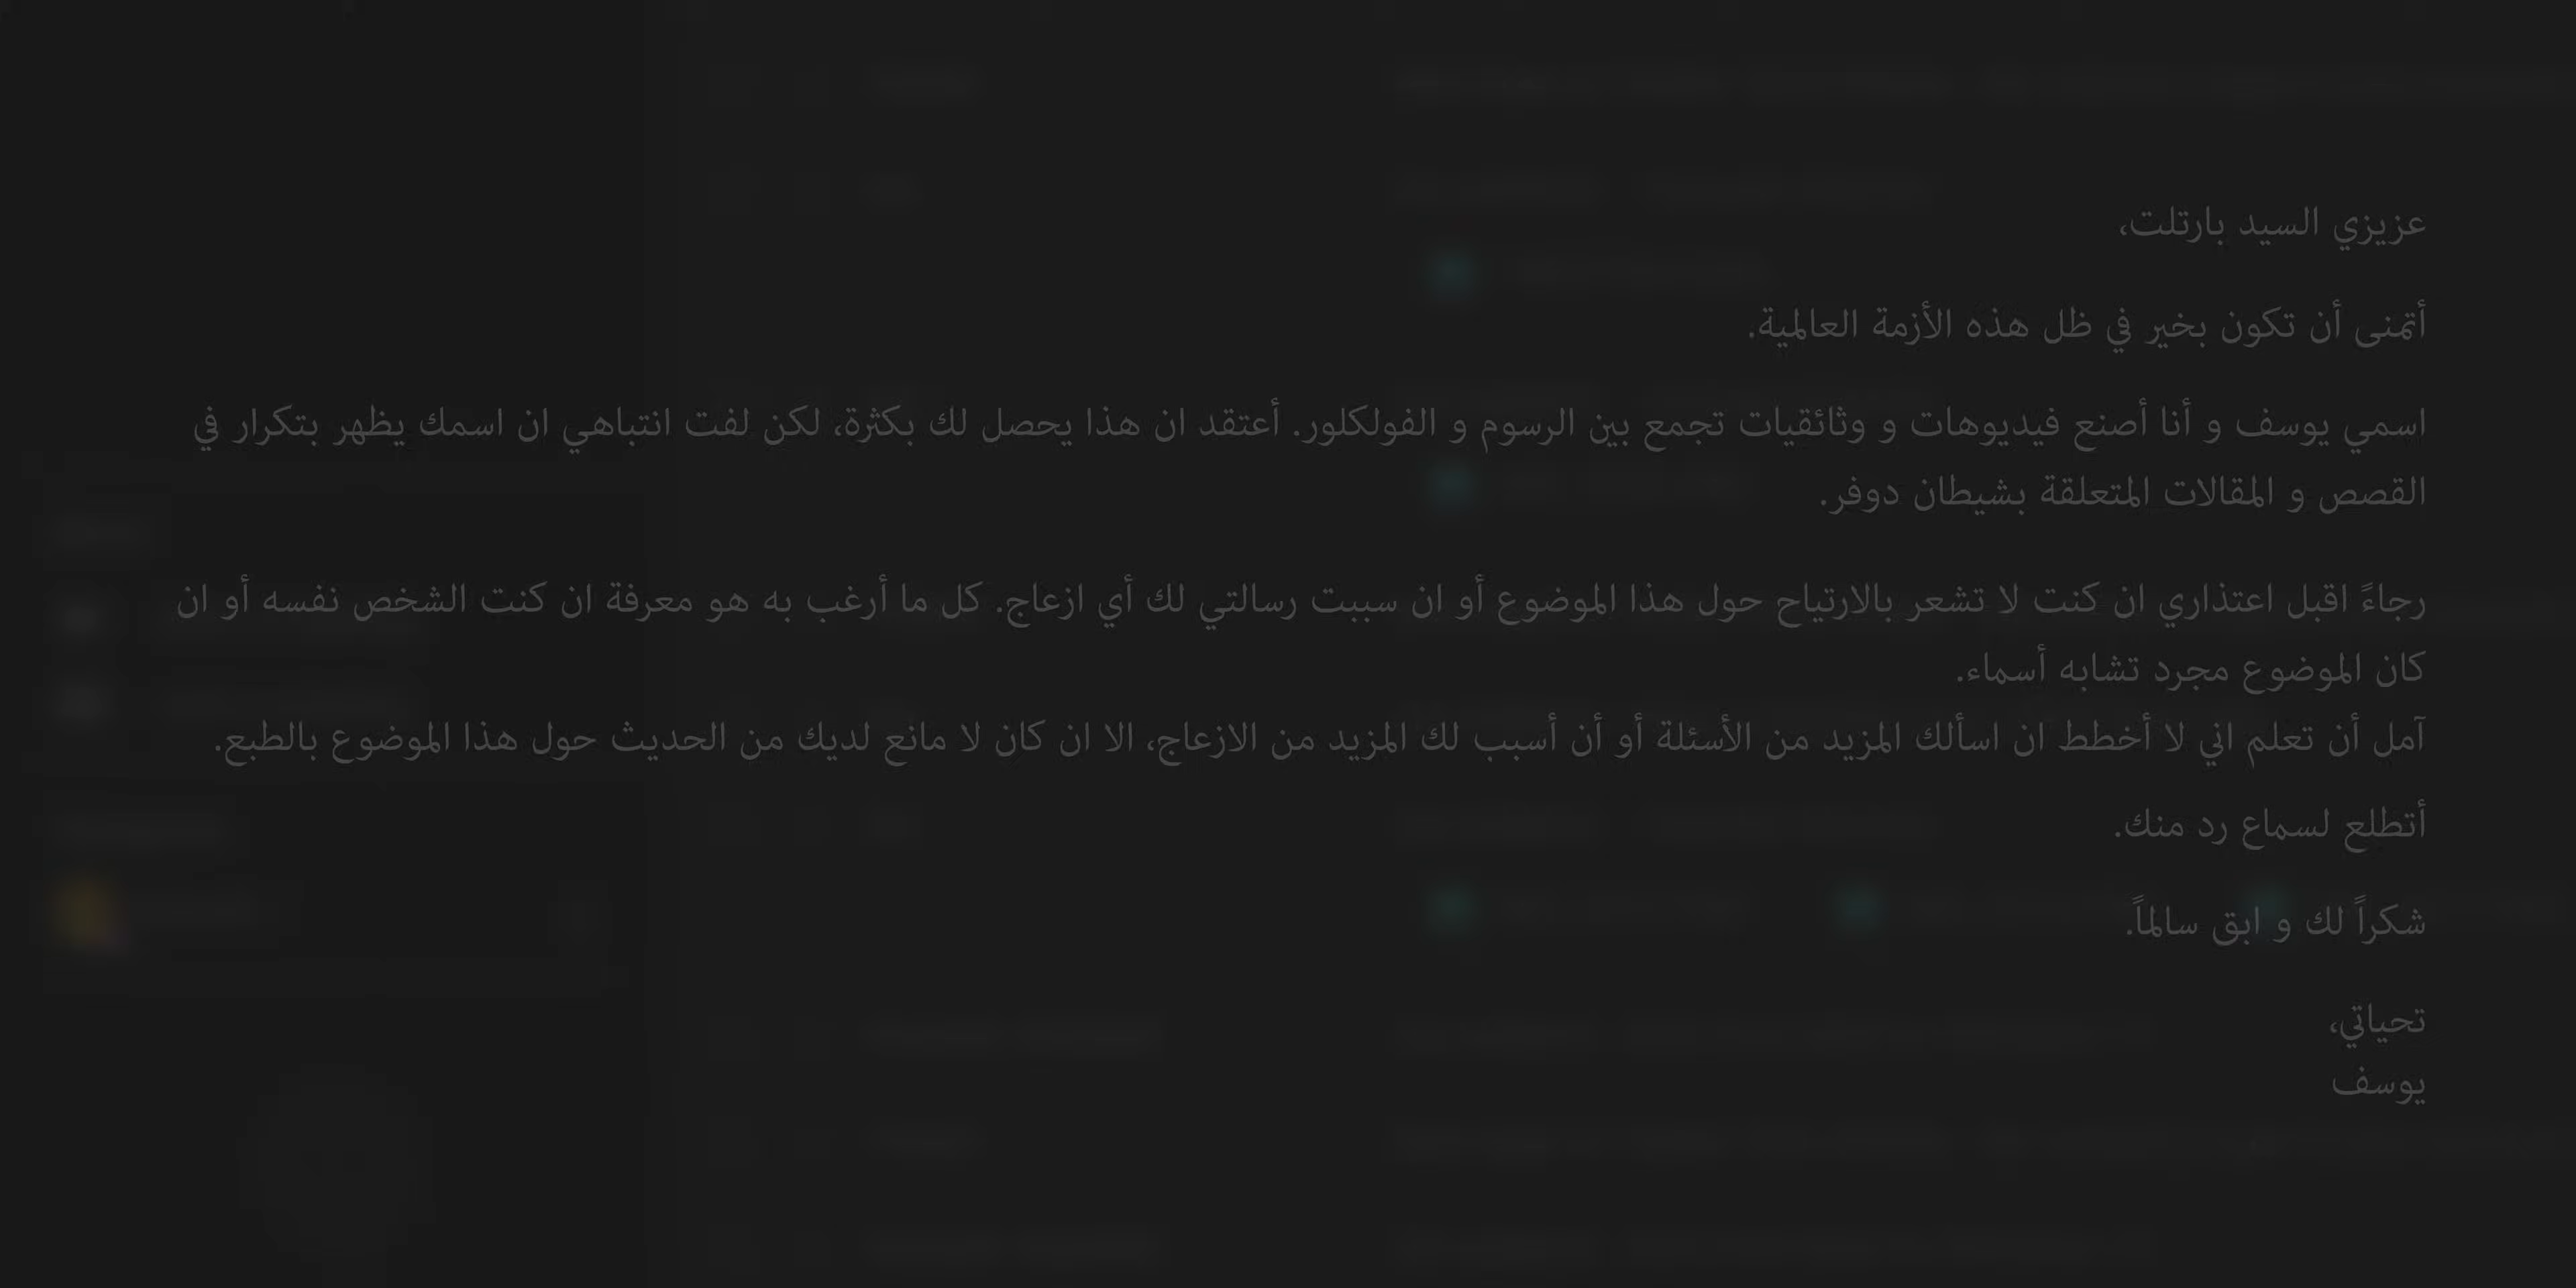 عزيزي السيد بارتلت،
أتمنى أن تكون بخير في ظل هذه الأزمة العالمية.
اسمي يوسف و أنا أصنع فيديوهات و وثائقيات تجمع بين الرسوم و الفولكلور. أعتقد ان هذا يحصل لك بكثرة، لكن لفت انتباهي ان اسمك يظهر بتكرار في
القصص و المقالات المتعلقة بشيطان دوفر.
رجاءً اقبل اعتذاري ان كنت لا تشعر بالارتياح حول هذا الموضوع أو ان سببت رسالتي لك أي ازعاج. كل ما أرغب به هو معرفة ان كنت الشخص نفسه أو ان
كان الموضوع مجرد تشابه أسماء.
آمل أن تعلم اني لا أخطط ان اسألك المزيد من الأسئلة أو أن أسبب لك المزيد من الازعاج، الا ان كان لا مانع لديك من الحديث حول هذا الموضوع بالطبع.
أتطلع لسماع رد منك.
شكراً لك و ابق سالماً.
تحياتي،
يوسف